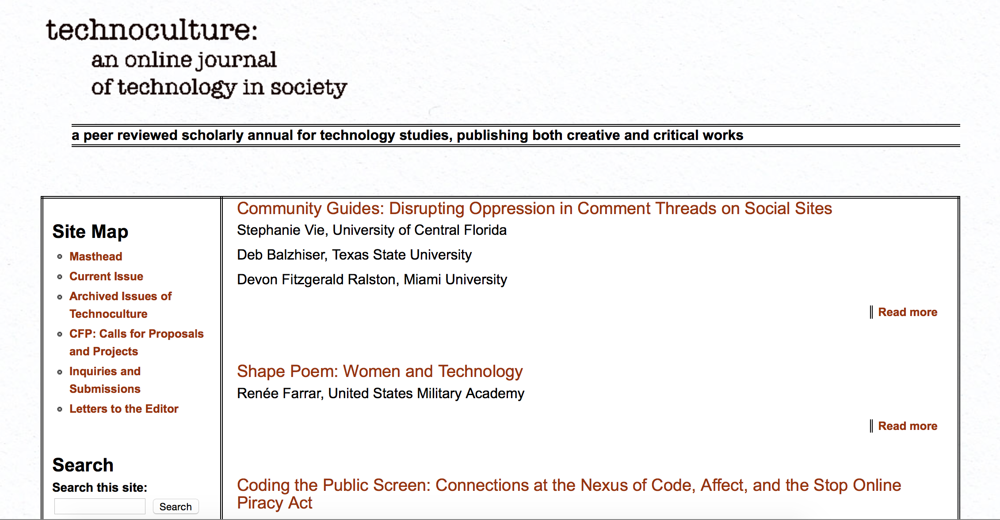 technoculture:
an online journal
of technology in society
a peer reviewed scholarly annual for technology studies, publishing both creative and critical works
Site Map
Masthead
Current Issue
Archived Issues of
Technoculture
CFP: Calls for Proposals
and Projects
Inquiries and
Submissions
Letters to the Editor
Search
Search this site:
Search
Community Guides: Disrupting Oppression in Comment Threads on Social Sites
Stephanie Vie, University of Central Florida
Deb Balzhiser, Texas State University
Devon Fitzgerald Ralston, Miami University
Read more
Shape Poem: Women and Technology
Renée Farrar, United States Military Academy
Read more
Coding the Public Screen: Connections at the Nexus of Code, Affect, and the Stop Online
Piracy Act